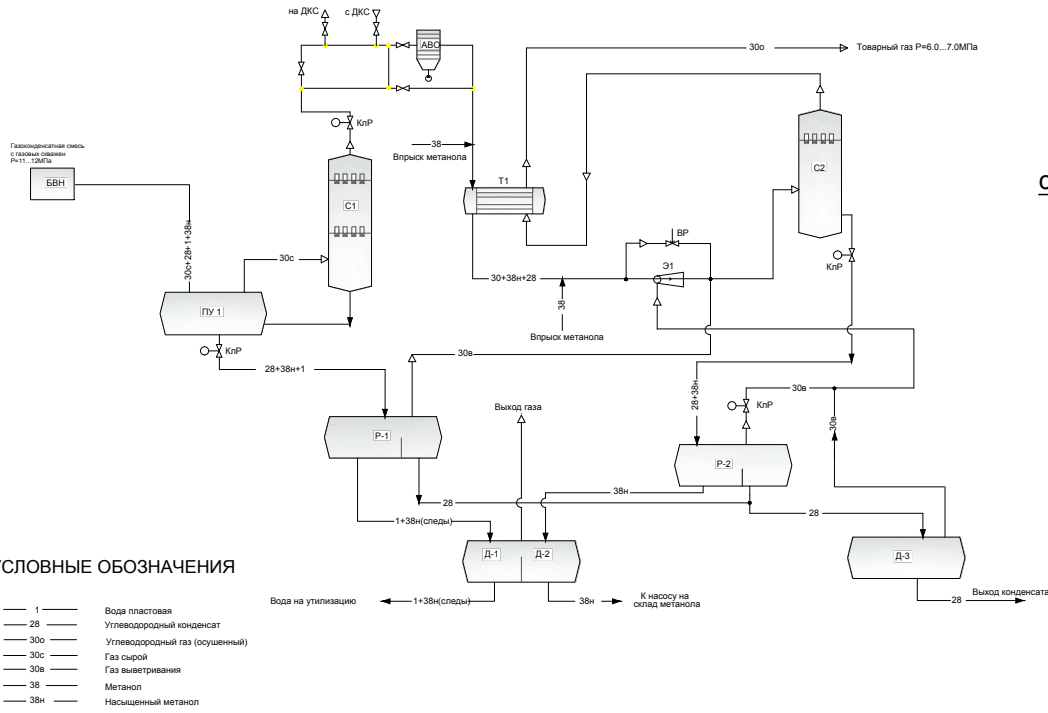 на ДКС
с ДКС
АВО
30о
Товарный газ P=6.0...7.0МПа
КлР
38
Впрыск метанола
Газоконденсатная смесь
с газовых скважен
P=11...12МПа
БВН
Т1
С1
С2
30с+28+1+38н
30с
ВР
Э1
КлР
30+38н+28
38
Впрыск метанола
ПУ 1
КлР
28+38н+1
30в
28+38н
30в
КлР
30в
Выход газа
Р-1
Р-2
38н
28
28
1+38н(следы)
Д-1
Д-2
Д-3
УСЛОВНЫЕ ОБОЗНАЧЕНИЯ
Вода на утилизацию
1+38н(следы)
38н
К насосу на
склад метанола
28
Выход конденсата
1 Вода пластовая
28 Углеводородный конденсат
30о Углеводородный газ (осушенный)
30с Газ сырой
30в Газ выветривания
38 Метанол
38н Насыщенный метанол